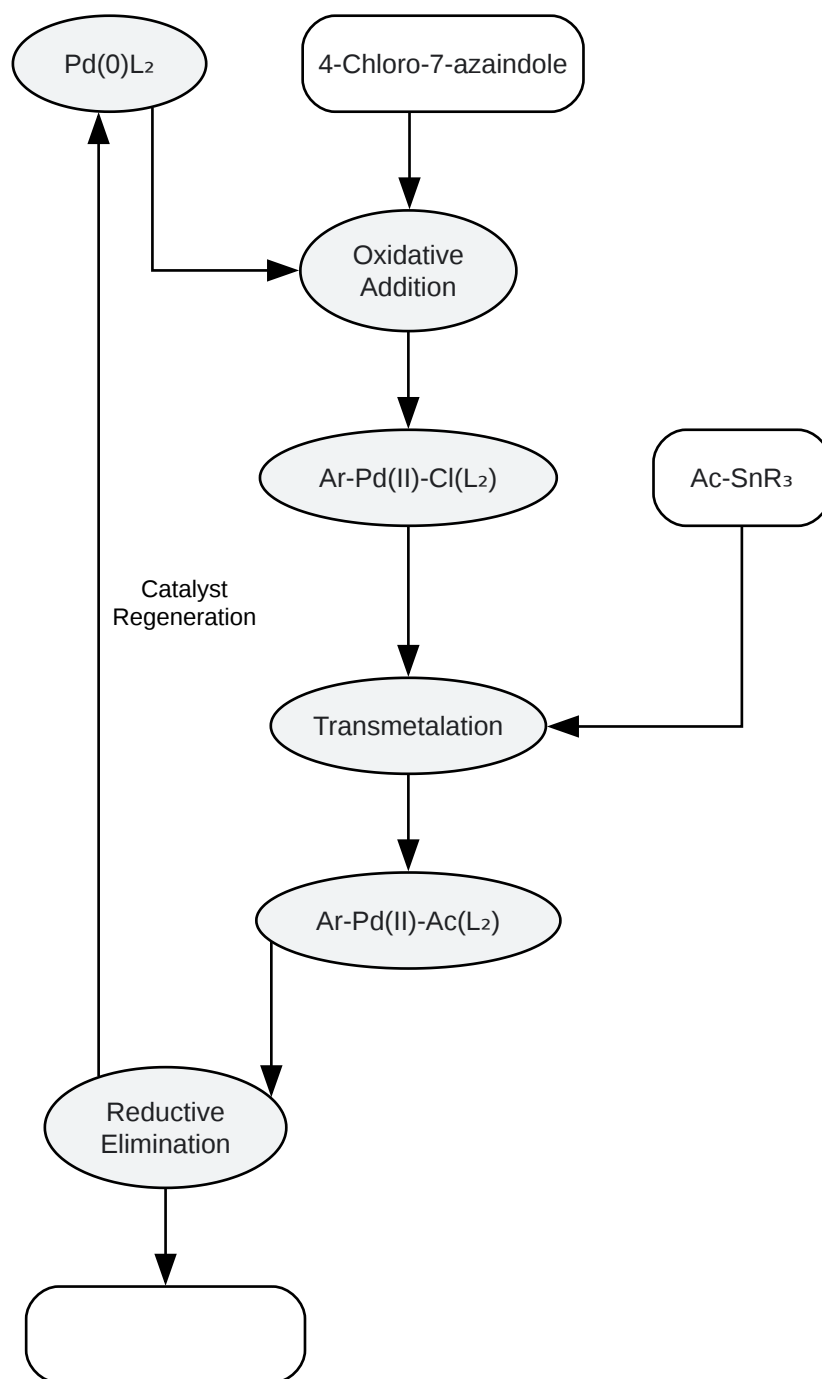 Pd(0)L₂
4-Chloro-7-azaindole
Oxidative
Addition
Ar-Pd(II)-Cl(L₂)
Ac-SnR₃
Catalyst
Regeneration
Transmetalation
Ar-Pd(II)-Ac(L₂)
Reductive
Elimination